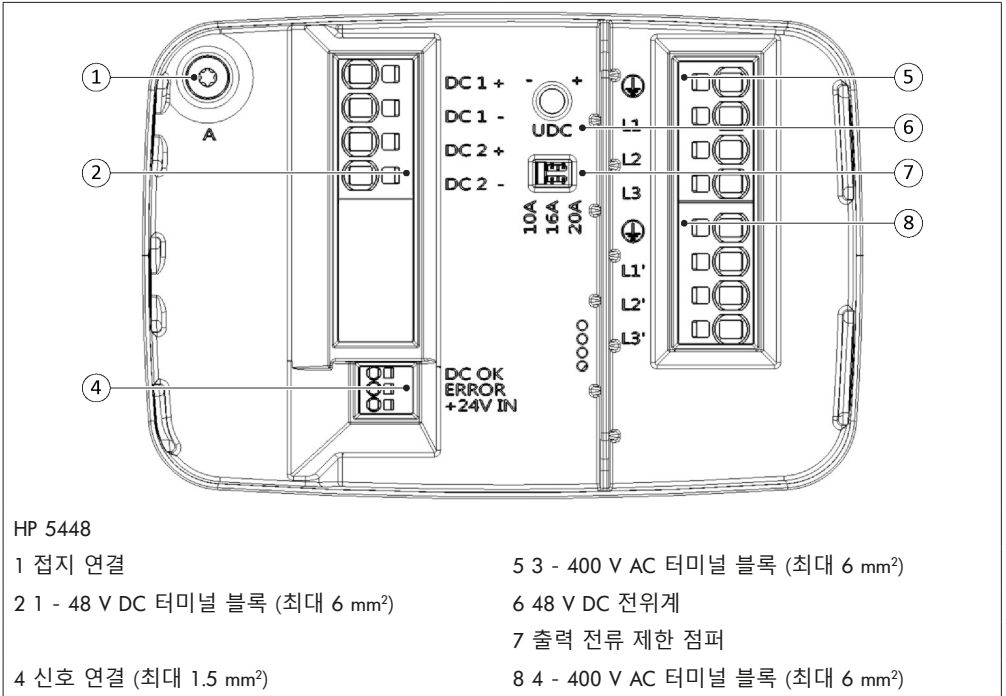 1
A
2
4
DC 1 +
DC 1 -
DC 2 +
DC 2 -
DC OK
ERROR
+24V IN
- +
UDC
10A
16A
20A
L1
L2
L3
L1'
L2'
L3'
5
6
7
8
HP 5448
1 접지 연결
2 1 - 48 V DC 터미널 블록 (최대 6 mm²)
4 신호 연결 (최대 1.5 mm²)
5 3 - 400 V AC 터미널 블록 (최대 6 mm²)
6 48 V DC 전위계
7 출력 전류 제한 점퍼
8 4 - 400 V AC 터미널 블록 (최대 6 mm²)